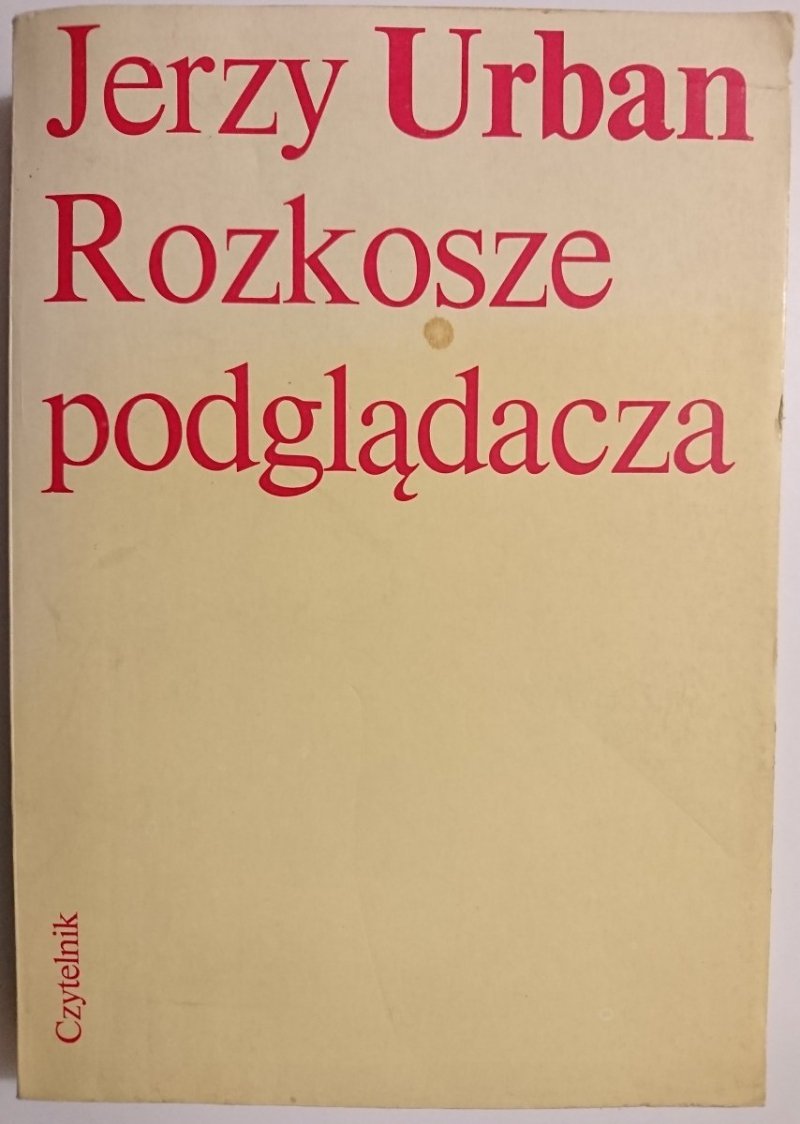 Jerzy Urban
Rozkosze
podglądacza
Czytelnik